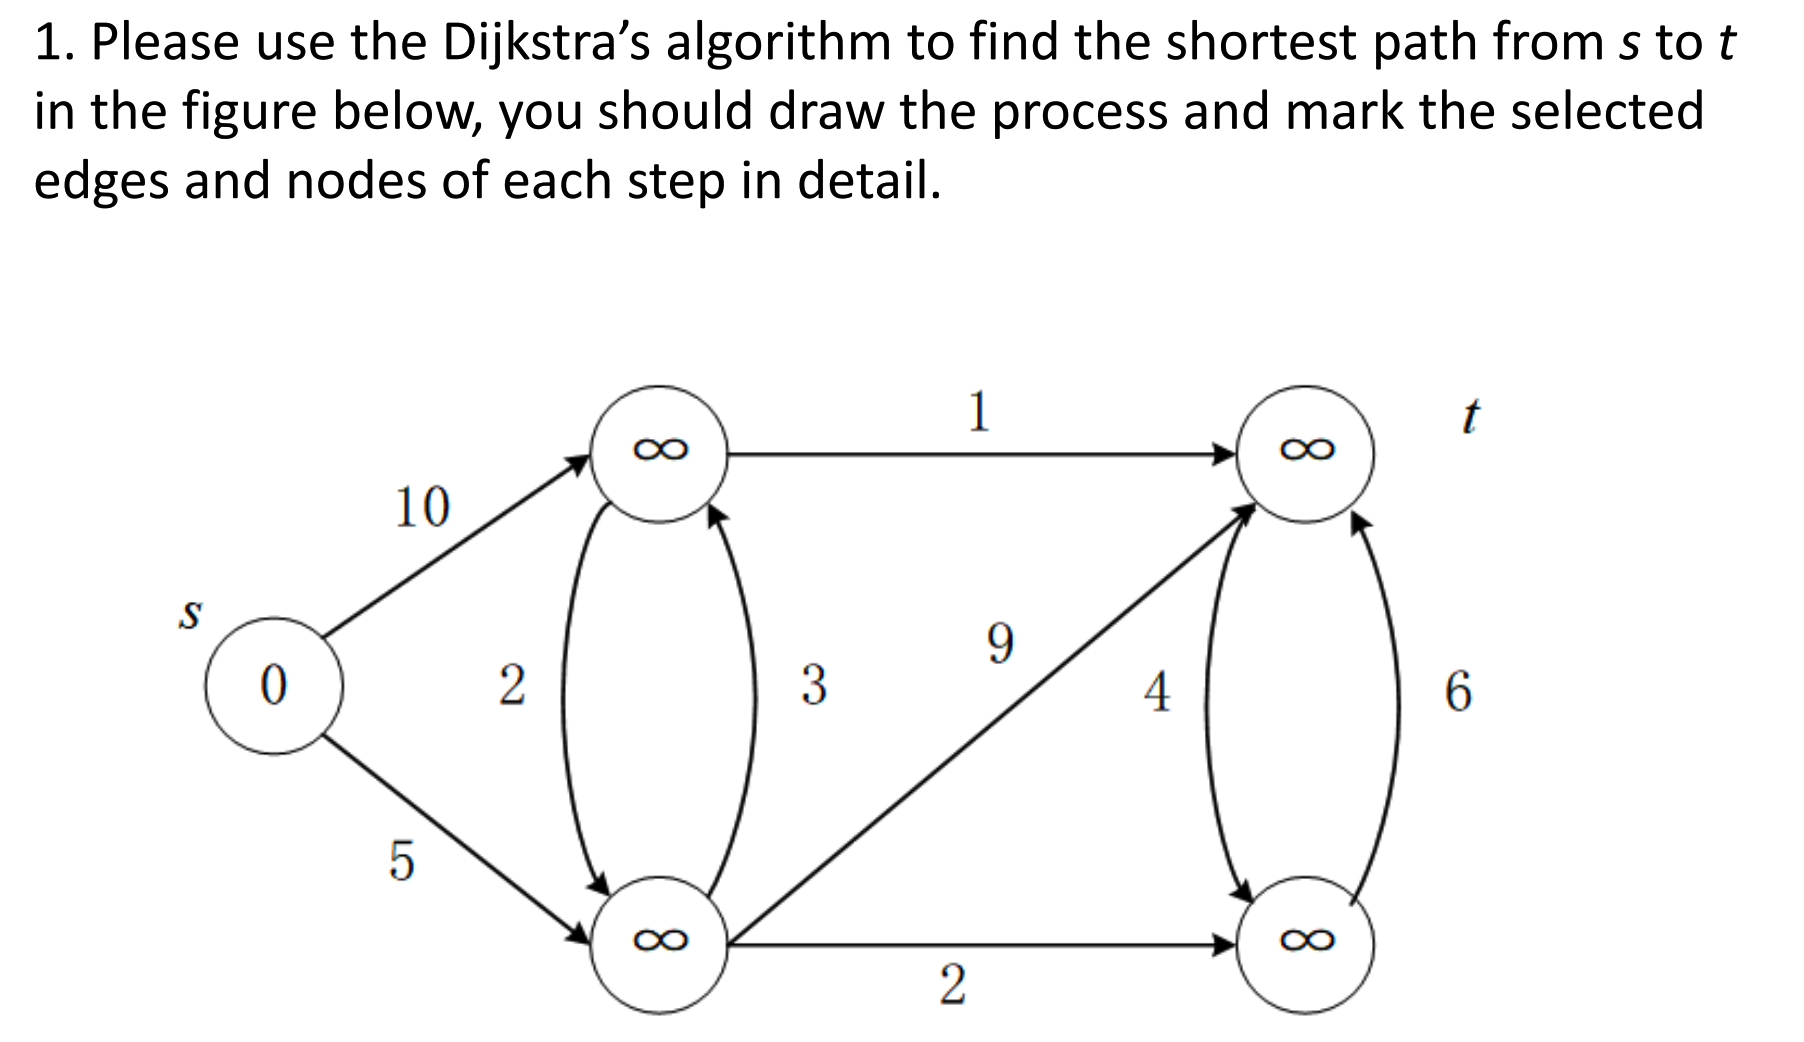 1. Please use the Dijkstra’s algorithm to find the shortest path from s to t
in the figure below, you should draw the process and mark the selected
edges and nodes of each step in detail.
1
t
∞
∞
10
s
9
0
2
3
4
6
5
∞
∞
2